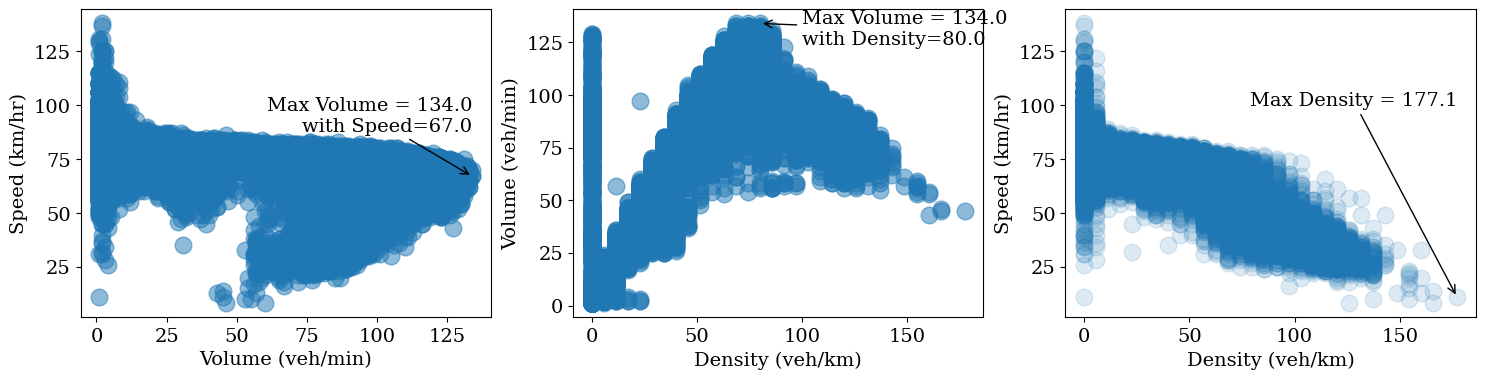 125
100
75
50
25
0
25
50
75
100
125
Speed (km/hr)
Volume (veh/min)
Max Volume = 134.0
with Speed=67.0
125
100
75
50
25
0
0
50
100
150
Volume (veh/min)
Density (veh/km)
Max Volume = 134.0
with Density=80.0
125
100
75
50
25
0
50
100
150
Speed (km/hr)
Density (veh/km)
Max Density = 177.1